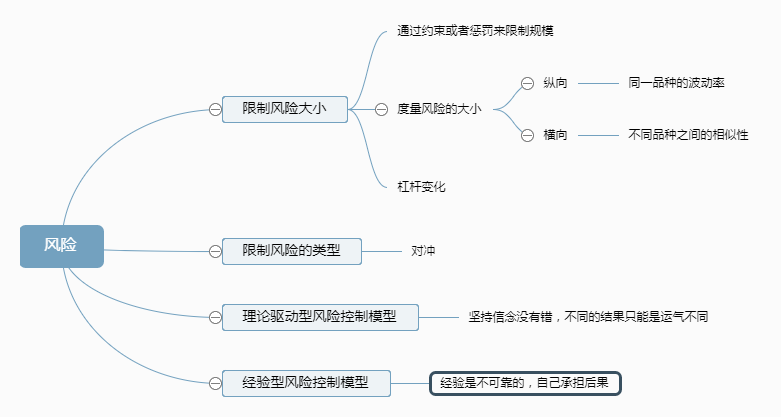 风险
限制风险大小
通过约束或者惩罚来限制规模
度量风险的大小
纵向
同一品种的波动率
横向
不同品种之间的相似性
杠杆变化
限制风险的类型
对冲
理论驱动型风险控制模型
坚持信念没有错，不同的结果只能是运气不同
经验型风险控制模型
经验是不可靠的，自己承担后果